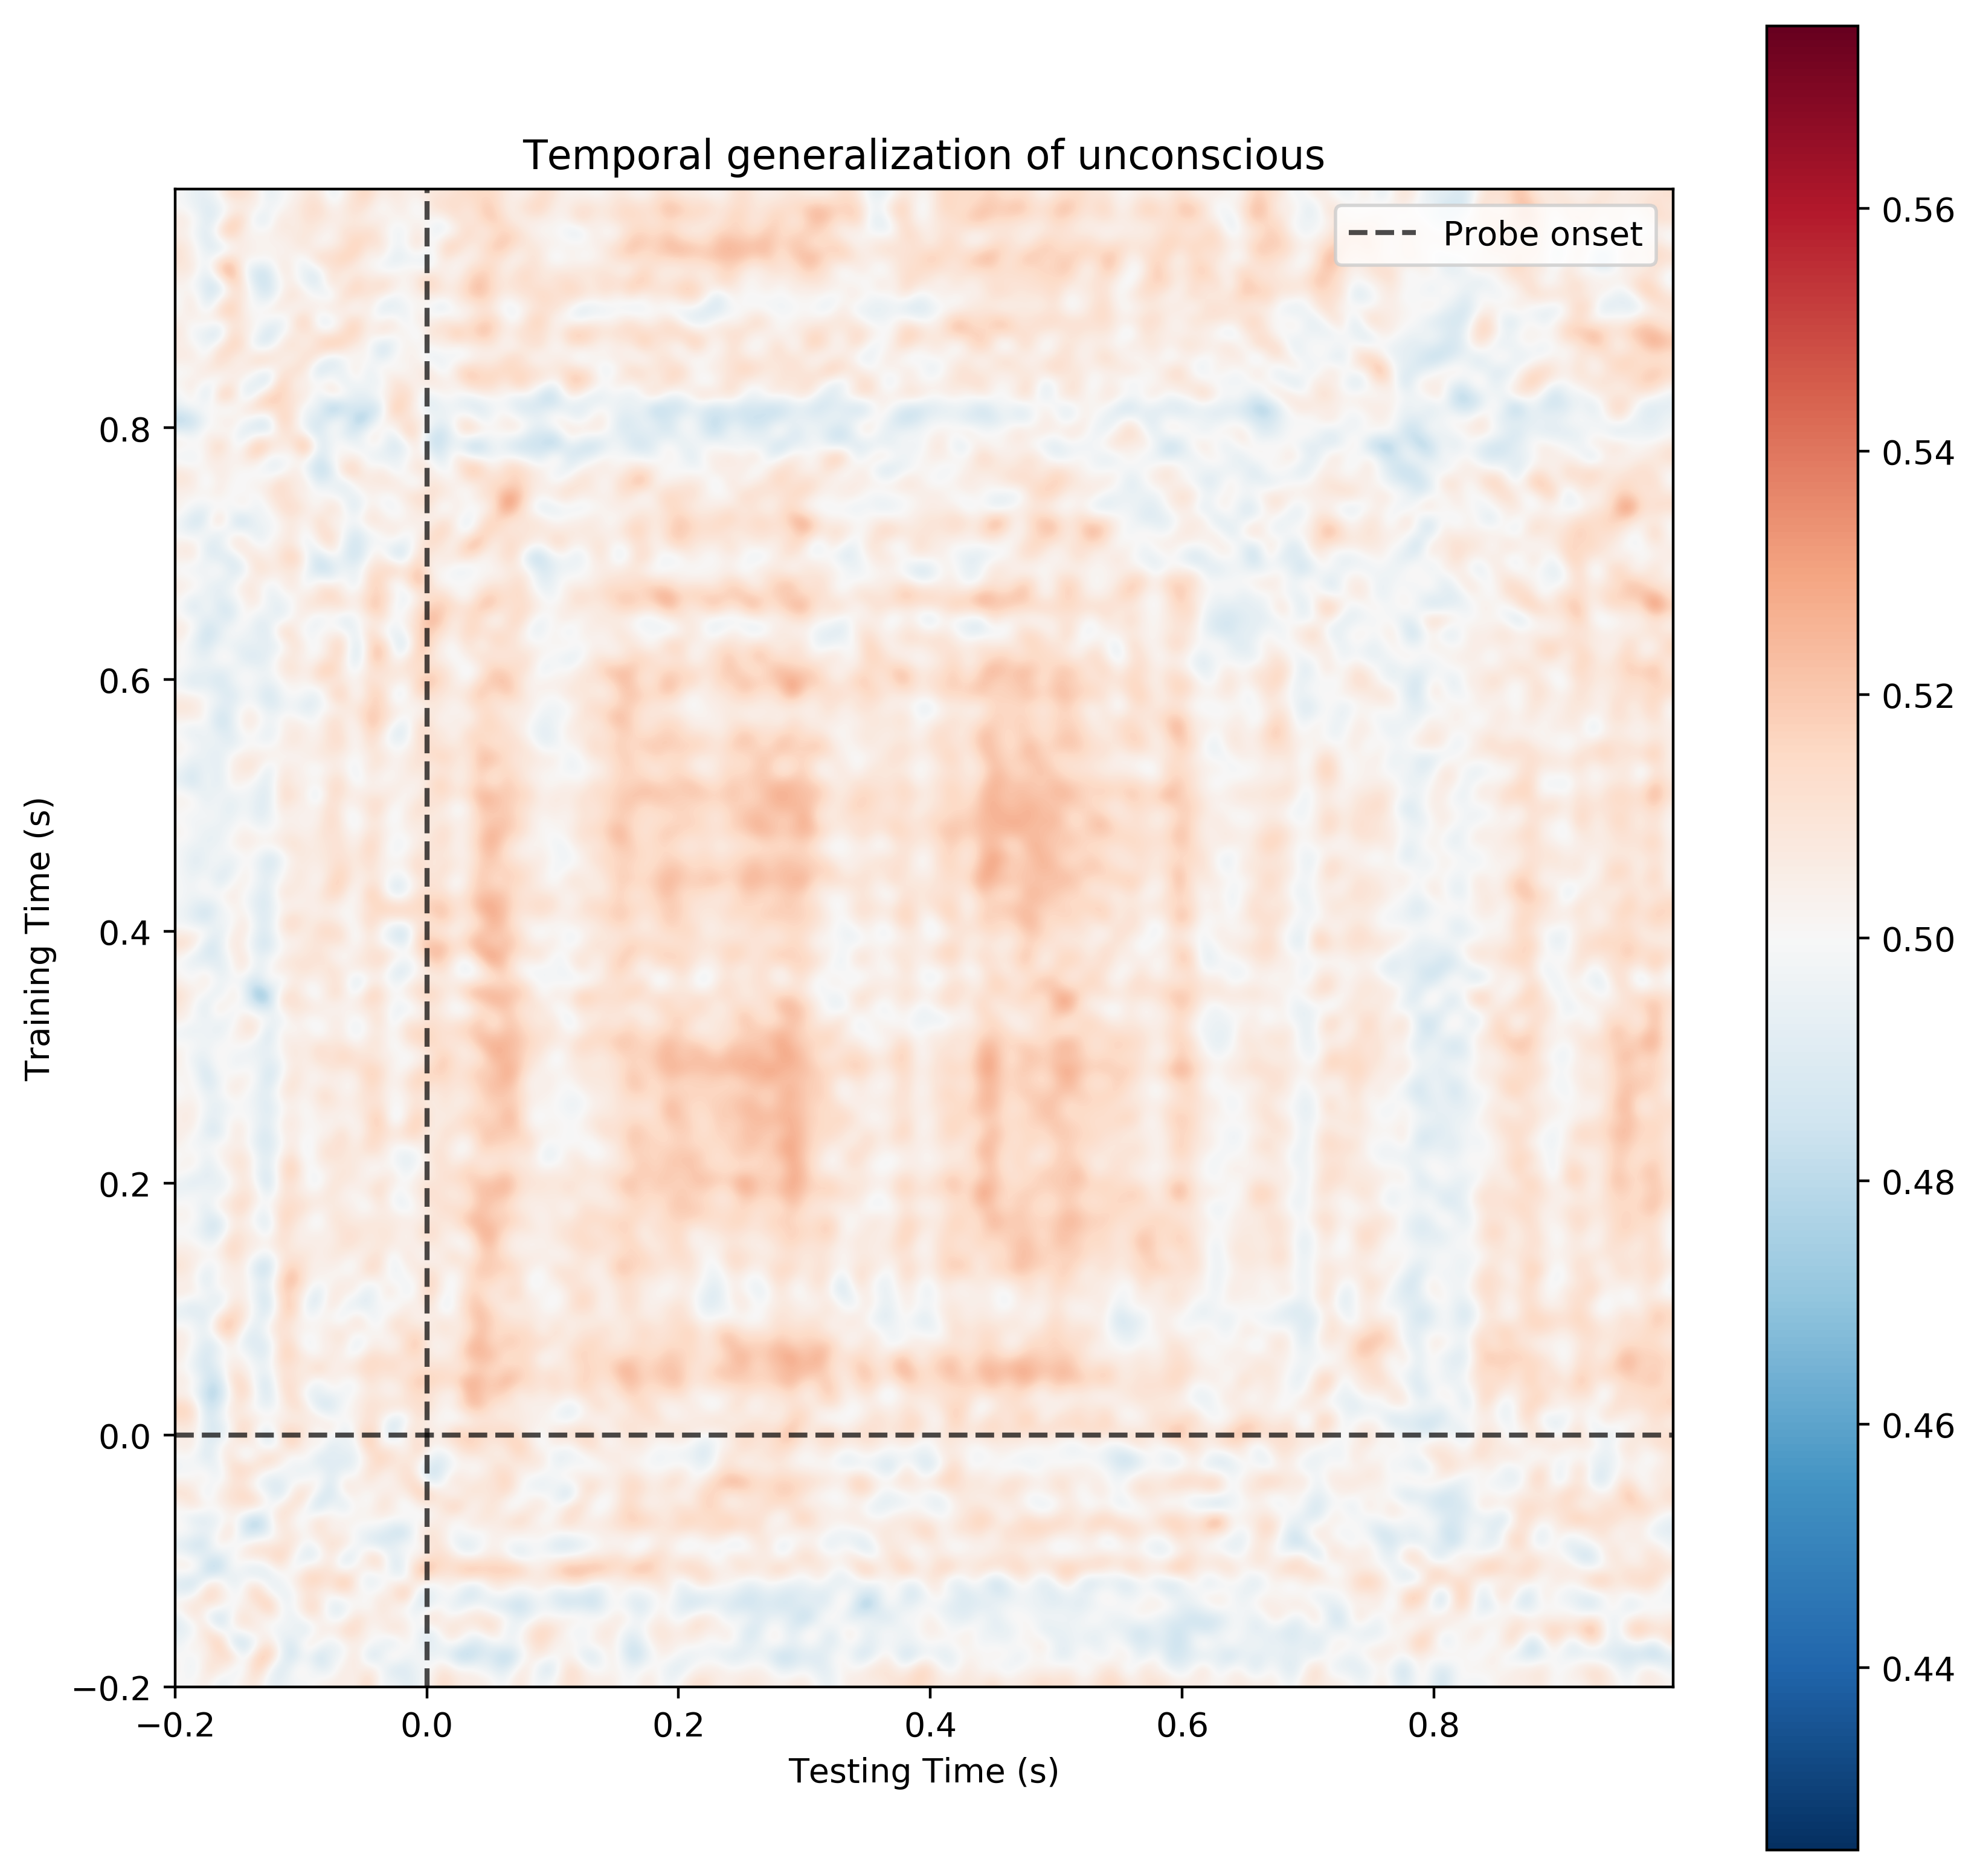 Temporal generalization of unconscious
Probe onset
Training Time (s)
0.8
0.6
0.4
0.2
0.0
−0.2
−0.2 0.0 0.2 0.4 0.6 0.8
Testing Time (s)
0.56
0.54
0.52
0.50
0.48
0.46
0.44